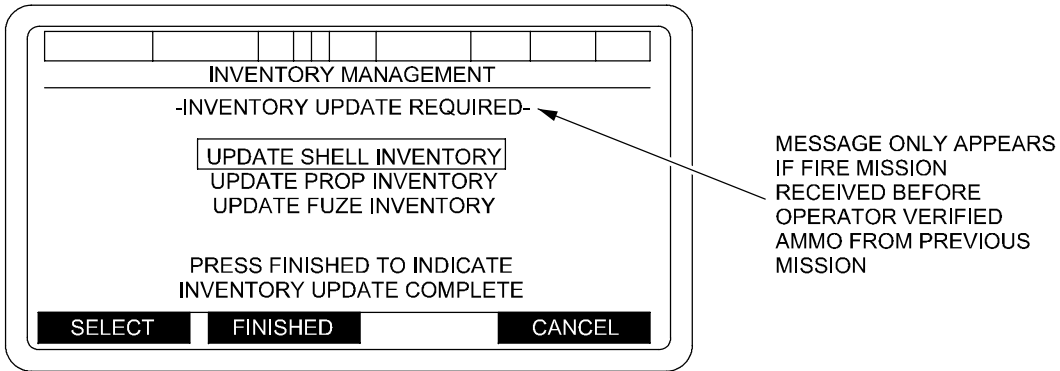 INVENTORY MANAGEMENT
-INVENTORY UPDATE REQUIRED-
UPDATE SHELL INVENTORY
UPDATE PROP INVENTORY
UPDATE FUZE INVENTORY
PRESS FINISHED TO INDICATE
INVENTORY UPDATE COMPLETE
SELECT FINISHED CANCEL
MESSAGE ONLY APPEARS
IF FIRE MISSION
RECEIVED BEFORE
OPERATOR VERIFIED
AMMO FROM PREVIOUS
MISSION